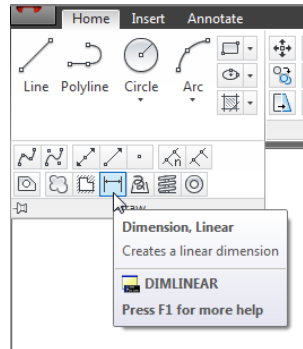 Home Insert Annotate
Line Polyline Circle Arc
Dimension, Linear
Creates a linear dimension
DIMLINEAR
Press F1 for more help